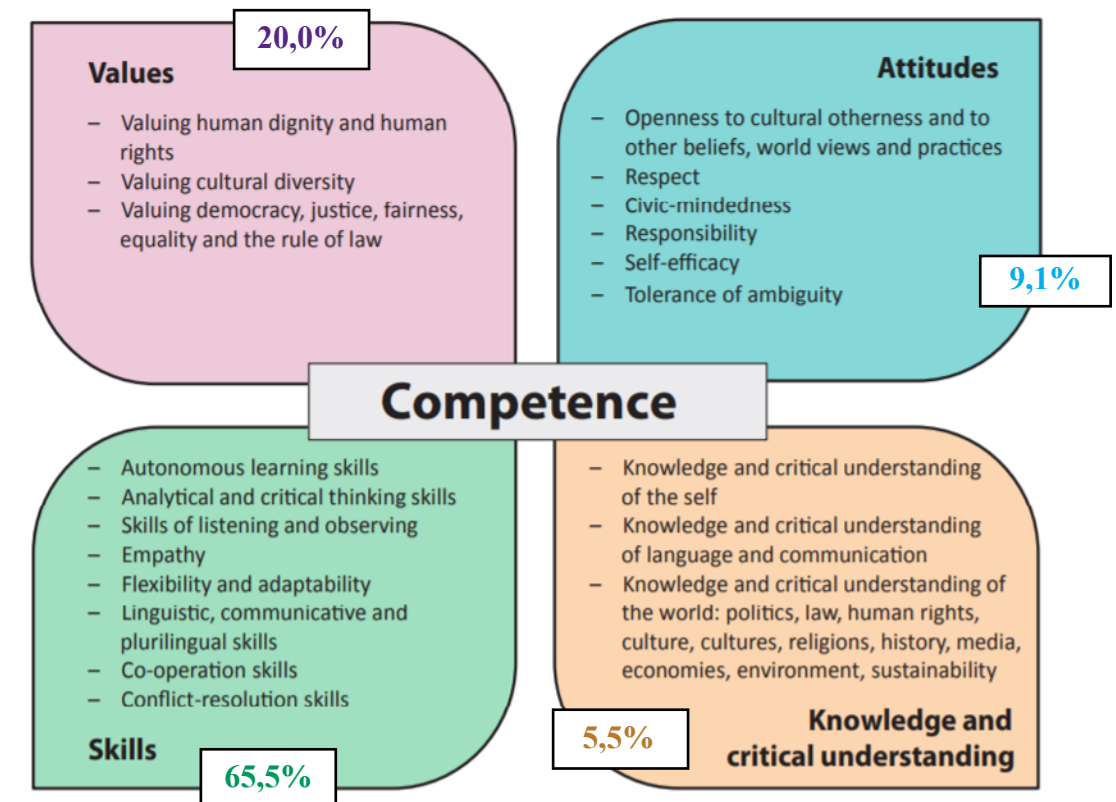 20,0%
Values
– Valuing human dignity and human
rights
– Valuing cultural diversity
– Valuing democracy, justice, fairness,
equality and the rule of law
Attitudes
– Openness to cultural otherness and to
other beliefs, world views and practices
– Respect
– Civic-mindedness
– Responsibility
– Self-efficacy
– Tolerance of ambiguity
9,1%
Competence
– Autonomous learning skills
– Analytical and critical thinking skills
– Skills of listening and observing
– Empathy
– Flexibility and adaptability
– Linguistic, communicative and
plurilingual skills
– Co-operation skills
– Conflict-resolution skills
Skills
65,5%
– Knowledge and critical understanding
of the self
– Knowledge and critical understanding
of language and communication
– Knowledge and critical understanding of
the world: politics, law, human rights,
culture, cultures, religions, history, media,
economies, environment, sustainability
5,5%
Knowledge and
critical understanding